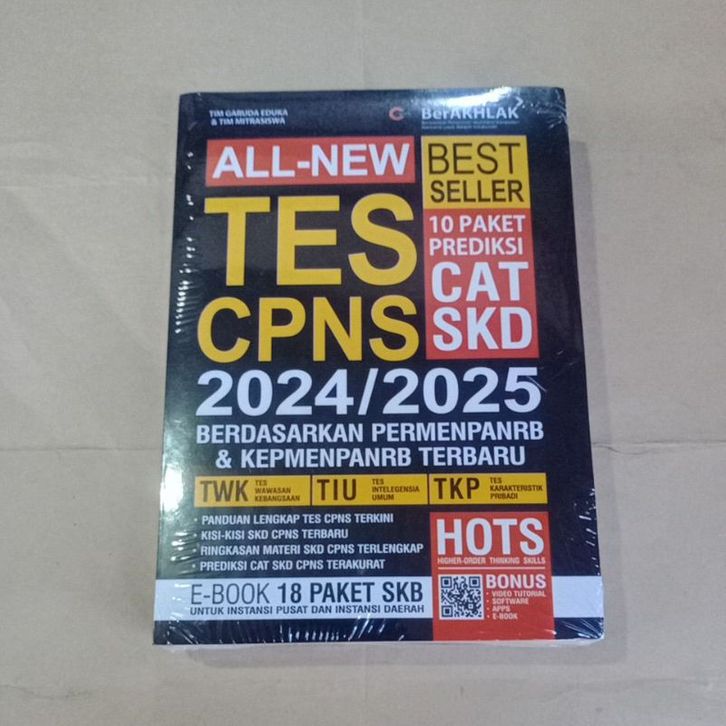 TIM GARUDA EDUKA
& TIM MITRASISWA
BerAKHLAK
ALL-NEW
BEST
SELLER
TES
CPNS
10 PAKET
PREDIKSI
CAT
SKD
2024/2025
BERDASARKAN PERMENPANRB
& KEPMENPANRB TERBARU
TWK TES WAWASAN KEBANGSAAN
TIU TES INTELEGENSIA UMUM
TKP TES KARAKTERISTIK PRIBADI
• PANDUAN LENGKAP TES CPNS TERKINI
• KISI-KISI SKD CPNS TERBARU
• RINGKASAN MATERI SKD CPNS TERLENGKAP
• PREDIKSI CAT SKD CPNS TERAKURAT
HOTS
HIGHER-ORDER THINKING SKILLS
E-BOOK 18 PAKET SKB
UNTUK INSTANSI PUSAT DAN INSTANSI DAERAH
BONUS
• VIDEO TUTORIAL
• SOFTWARE
• APPS
• E-BOOK